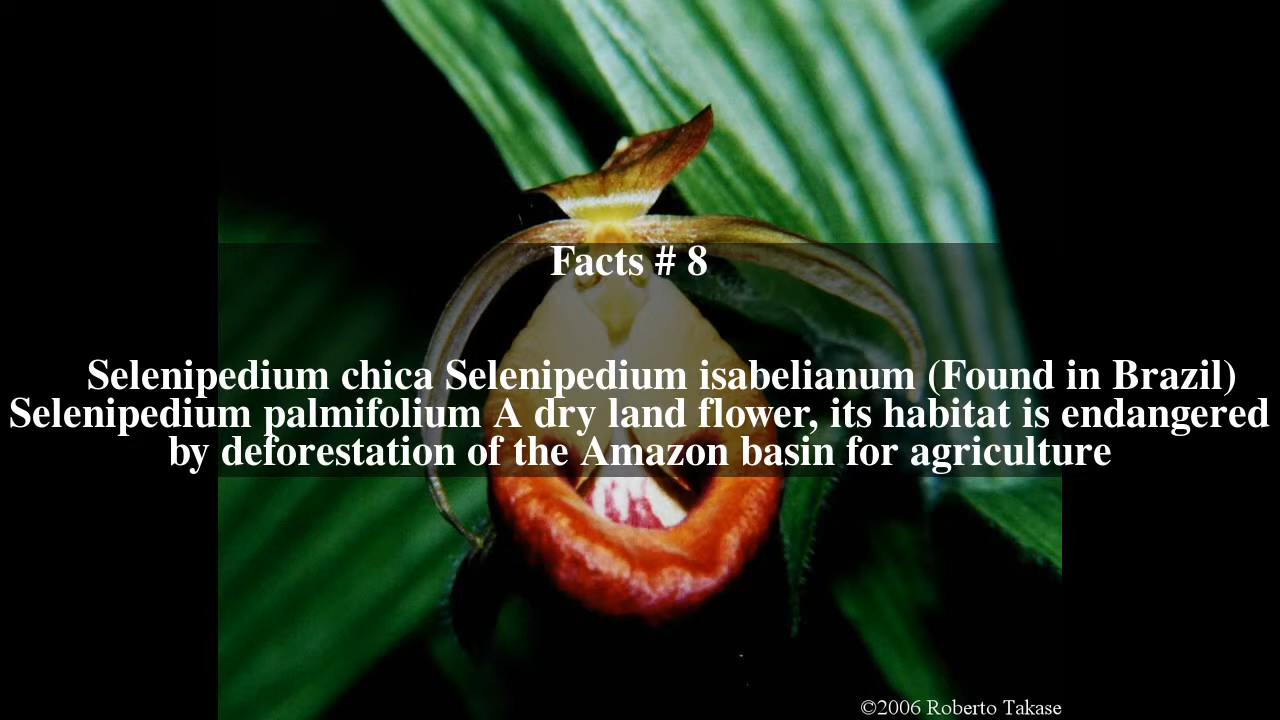 Facts # 8
Selenipedium chica Selenipedium isabelianum (Found in Brazil)
Selenipedium palmifolium A dry land flower, its habitat is endangered
by deforestation of the Amazon basin for agriculture
©2006 Roberto Takase